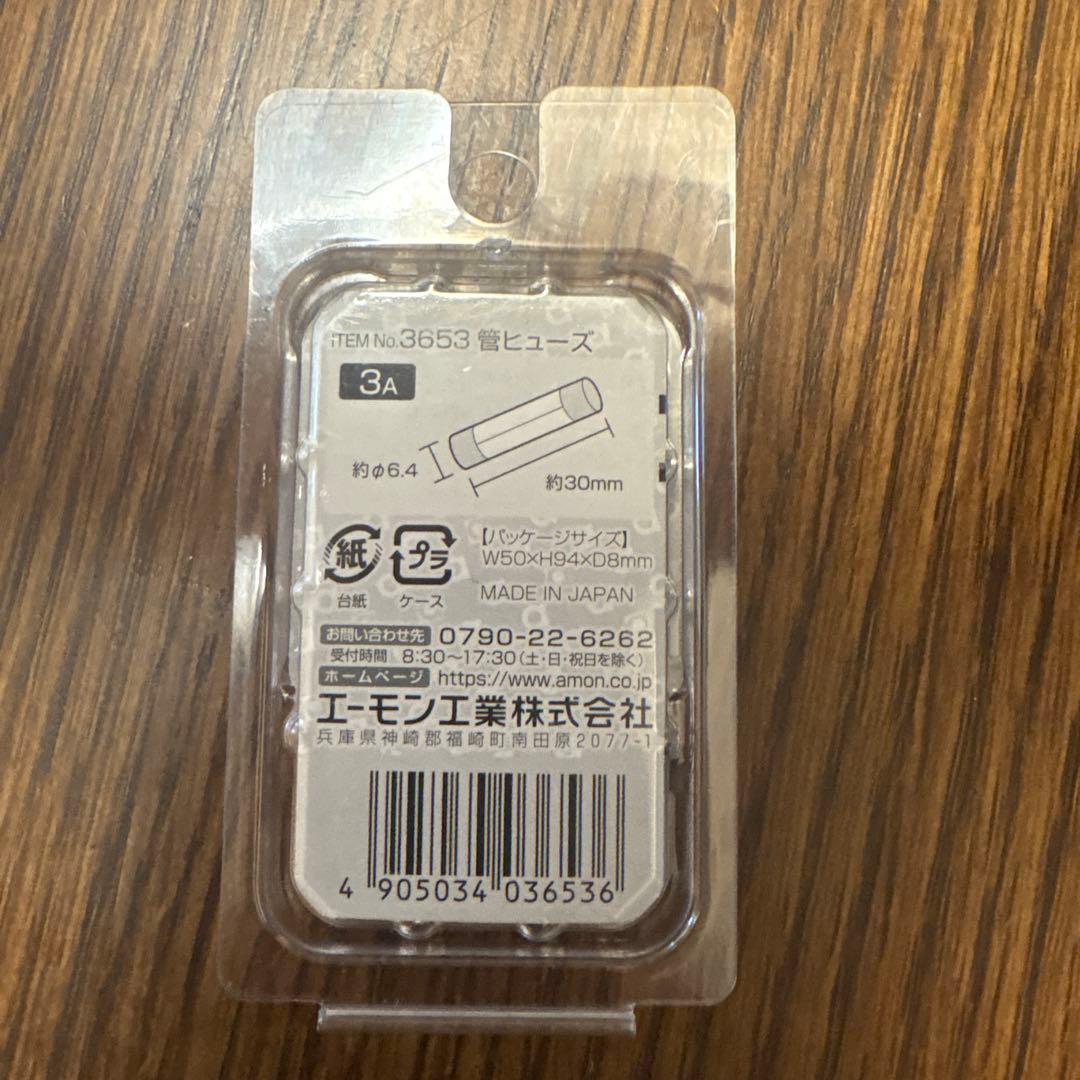 ITEM No.3653 管ヒューズ
3A
約φ6.4
約30mm
紙
台紙
プラ
ケース
【パッケージサイズ】
W50×H94×D8mm
MADE IN JAPAN
お問い合わせ先 0790-22-6262
受付時間 8:30〜17:30(土・日・祝日を除く)
ホームページ https://www.amon.co.jp
エーモン工業株式会社
兵庫県神崎郡福崎町南田原2077-1
4 905034 036536